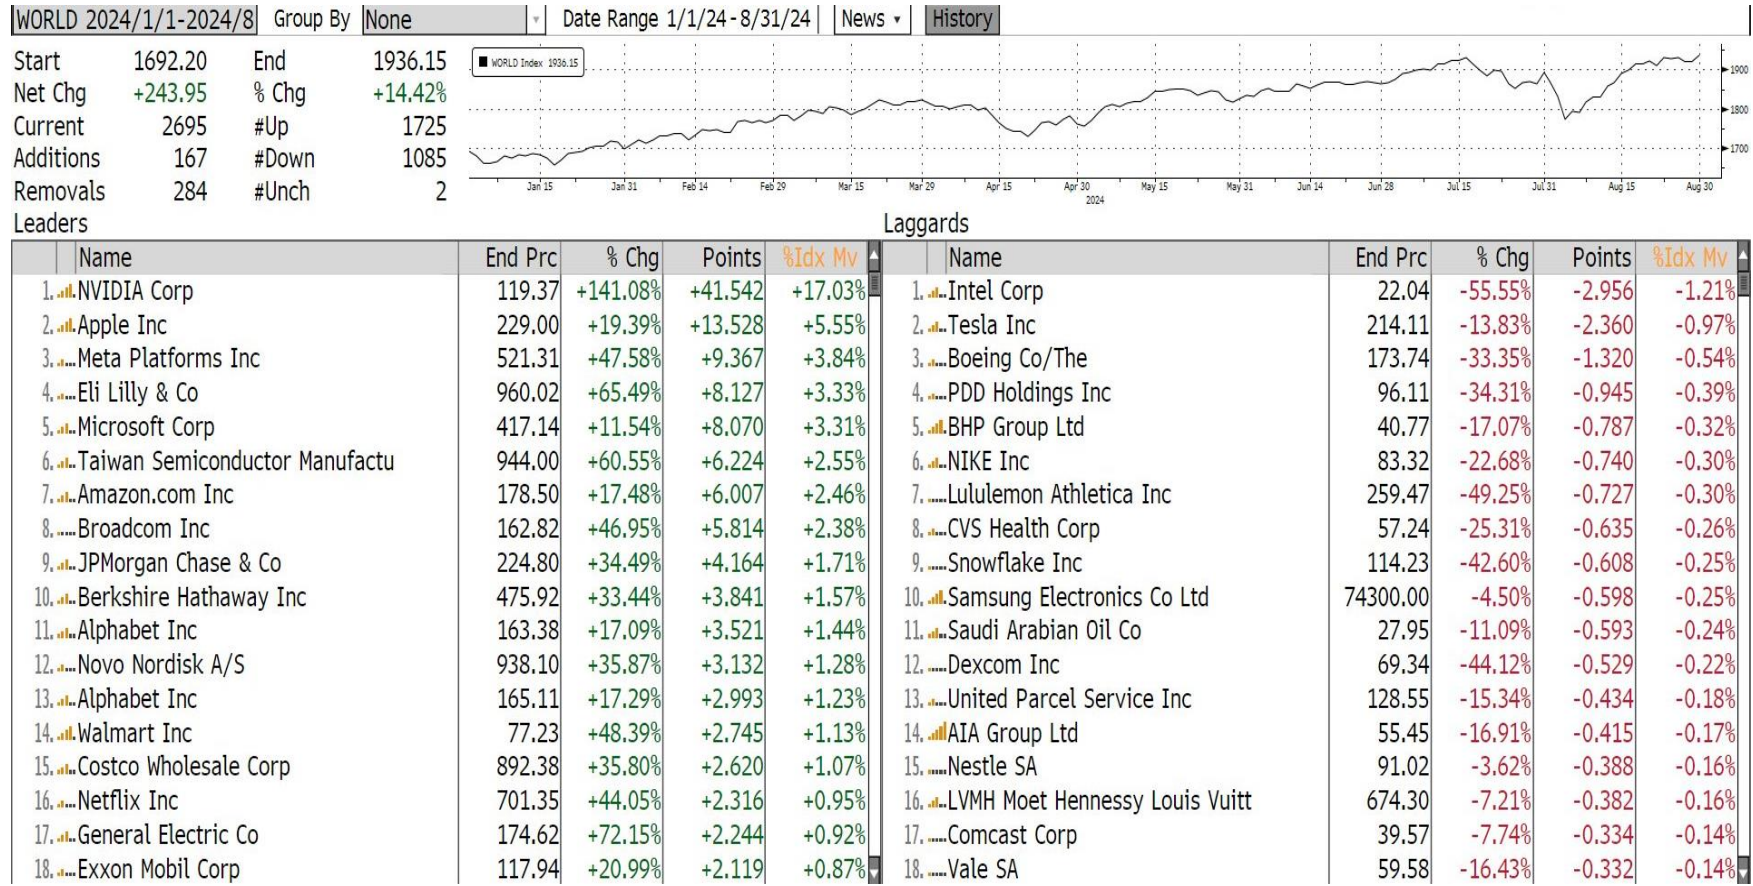 WORLD 2024/1/1-2024/8 Group By None Date Range 1/1/24-8/31/24 News History
Start 1692.20 End 1936.15
Net Chg +243.95 % Chg +14.42%
Current 2695 #Up 1725
Additions 167 #Down 1085
Removals 284 #Unch 2
WORLD Index 1936.15
1900
1800
1700
Jan 15 Jan 31 Feb 14 Feb 29 Mar 15 Mar 29 Apr 15 Apr 30 May 15 May 31 Jun 14 Jun 28 Jul 15 Jul 31 Aug 15 Aug 30
2024
Leaders
Name End Prc % Chg Points %Idx Mv
1. NVIDIA Corp 119.37 +141.08% +41.542 +17.03%
2. Apple Inc 229.00 +19.39% +13.528 +5.55%
3. Meta Platforms Inc 521.31 +47.58% +9.367 +3.84%
4. Eli Lilly & Co 960.02 +65.49% +8.127 +3.33%
5. Microsoft Corp 417.14 +11.54% +8.070 +3.31%
6. Taiwan Semiconductor Manufactu 944.00 +60.55% +6.224 +2.55%
7. Amazon.com Inc 178.50 +17.48% +6.007 +2.46%
8. Broadcom Inc 162.82 +46.95% +5.814 +2.38%
9. JPMorgan Chase & Co 224.80 +34.49% +4.164 +1.71%
10. Berkshire Hathaway Inc 475.92 +33.44% +3.841 +1.57%
11. Alphabet Inc 163.38 +17.09% +3.521 +1.44%
12. Novo Nordisk A/S 938.10 +35.87% +3.132 +1.28%
13. Alphabet Inc 165.11 +17.29% +2.993 +1.23%
14. Walmart Inc 77.23 +48.39% +2.745 +1.13%
15. Costco Wholesale Corp 892.38 +35.80% +2.620 +1.07%
16. Netflix Inc 701.35 +44.05% +2.316 +0.95%
17. General Electric Co 174.62 +72.15% +2.244 +0.92%
18. Exxon Mobil Corp 117.94 +20.99% +2.119 +0.87%
Laggards
Name End Prc % Chg Points %Idx Mv
1. Intel Corp 22.04 -55.55% -2.956 -1.21%
2. Tesla Inc 214.11 -13.83% -2.360 -0.97%
3. Boeing Co/The 173.74 -33.35% -1.320 -0.54%
4. PDD Holdings Inc 96.11 -34.31% -0.945 -0.39%
5. BHP Group Ltd 40.77 -17.07% -0.787 -0.32%
6. NIKE Inc 83.32 -22.68% -0.740 -0.30%
7. Lululemon Athletica Inc 259.47 -49.25% -0.727 -0.30%
8. CVS Health Corp 57.24 -25.31% -0.635 -0.26%
9. Snowflake Inc 114.23 -42.60% -0.608 -0.25%
10. Samsung Electronics Co Ltd 74300.00 -4.50% -0.598 -0.25%
11. Saudi Arabian Oil Co 27.95 -11.09% -0.593 -0.24%
12. Dexcom Inc 69.34 -44.12% -0.529 -0.22%
13. United Parcel Service Inc 128.55 -15.34% -0.434 -0.18%
14. AIA Group Ltd 55.45 -16.91% -0.415 -0.17%
15. Nestle SA 91.02 -3.62% -0.388 -0.16%
16. LVMH Moet Hennessy Louis Vuitt 674.30 -7.21% -0.382 -0.16%
17. Comcast Corp 39.57 -7.74% -0.334 -0.14%
18. Vale SA 59.58 -16.43% -0.332 -0.14%